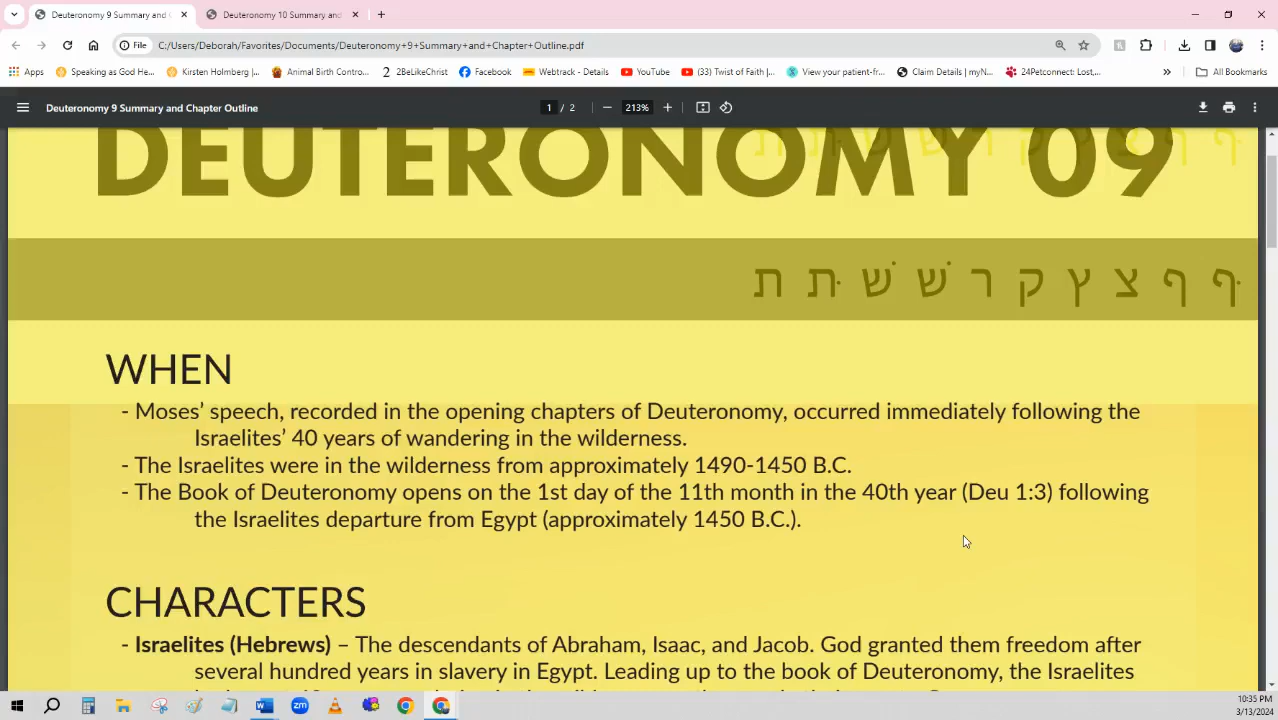 Deuteronomy 9 Summary and
Deuteronomy 10 Summary and
File
C:/Users/Deborah/Favorites/Documents/Deuteronomy+9+Summary+and+Chapter+Outline.pdf
Apps
Speaking as God He...
Kirsten Holmberg |...
Animal Birth Contro...
2BeLikeChrist
Facebook
Webtrack - Details
YouTube
(33) Twist of Faith |...
View your patient-fr...
Claim Details | myN...
24Petconnect: Lost,...
»
All Bookmarks
Deuteronomy 9 Summary and Chapter Outline
1 / 2
213%
DEUTERONOMY 09
ףּ ף צ ץ ק ר שׁ שׁ תּ ת
WHEN
- Moses’ speech, recorded in the opening chapters of Deuteronomy, occurred immediately following the
Israelites’ 40 years of wandering in the wilderness.
- The Israelites were in the wilderness from approximately 1490-1450 B.C.
- The Book of Deuteronomy opens on the 1st day of the 11th month in the 40th year (Deu 1:3) following
the Israelites departure from Egypt (approximately 1450 B.C.).
CHARACTERS
- Israelites (Hebrews) – The descendants of Abraham, Isaac, and Jacob. God granted them freedom after
several hundred years in slavery in Egypt. Leading up to the book of Deuteronomy, the Israelites
10:35 PM
3/13/2024